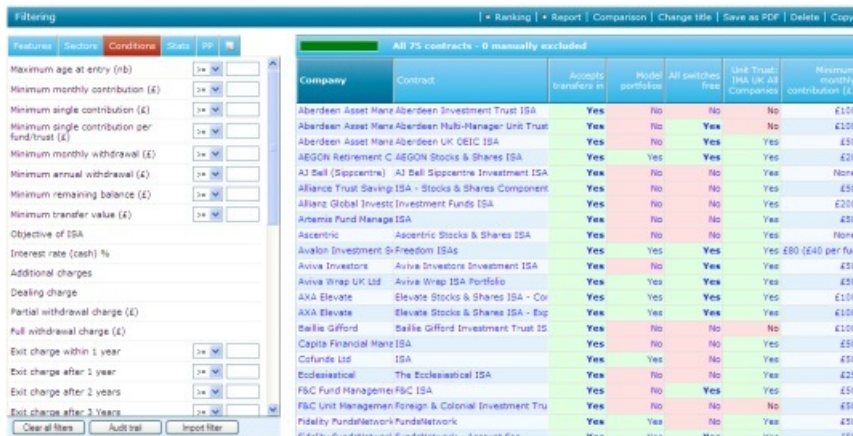 Filtering
• Ranking | • Report | Comparison | Change title | Save as PDF | Delete | Copy
Features Sectors Conditions Stats PP
Maximum age at entry (nb) >=
Minimum monthly contribution (£) >=
Minimum single contribution (£) >=
Minimum single contribution per
fund/trust (£) >=
Minimum monthly withdrawal (£) >=
Minimum annual withdrawal (£) >=
Minimum remaining balance (£) >=
Minimum transfer value (£) >=
Objective of ISA
Interest rate (cash) %
Additional charges
Dealing charge
Partial withdrawal charge (£)
Full withdrawal charge (£)
Exit charge within 1 year >=
Exit charge after 1 year >=
Exit charge after 2 years >=
Exit charge after 3 Years >=
Clear all filters Audit trail Import filter
All 75 contracts - 0 manually excluded
Company Contract Accepts transfers in Model portfolios All switches free Unit Trust: IMA UK All Companies Minimum monthly contribution (£)
Aberdeen Asset Mana Aberdeen Investment Trust ISA Yes No No No £100
Aberdeen Asset Mana Aberdeen Multi-Manager Unit Trust Yes No Yes No £100
Aberdeen Asset Mana Aberdeen UK OEIC ISA Yes No Yes Yes £50
AEGON Retirement C AEGON Stocks & Shares ISA Yes Yes Yes Yes
AJ Bell (Sippcentre) AJ Bell Sippcentre Investment ISA Yes No No Yes None
Alliance Trust Saving ISA - Stocks & Shares Component Yes No No Yes £50
Allianz Global Investo Investment Funds ISA Yes No No Yes £200
Artemis Fund Manage ISA Yes No No Yes £50
Ascentric Ascentric Stocks & Shares ISA Yes No No Yes None
Avalon Investment Se Freedom ISAs Yes Yes Yes Yes £80 (£40 per fun
Aviva Investors Aviva Investors Investment ISA Yes No Yes Yes £50
Aviva Wrap UK Ltd Aviva Wrap ISA Portfolio Yes Yes Yes Yes £50
AXA Elevate Elevate Stocks & Shares ISA - Cor Yes Yes Yes Yes £100
AXA Elevate Elevate Stocks & Shares ISA - Exp Yes Yes Yes Yes £100
Baillie Gifford Baillie Gifford Investment Trust IS Yes No No No £100
Capita Financial Mana ISA Yes No No Yes £50
Cofunds Ltd ISA Yes Yes No Yes £50
Ecclesiastical The Ecclesiastical ISA Yes No No Yes £25
F&C Fund Managemen F&C ISA Yes No Yes Yes £50
F&C Unit Managemen Foreign & Colonial Investment Tru Yes No No No £50
Fidelity FundsNetwork FundsNetwork Yes Yes No Yes £50